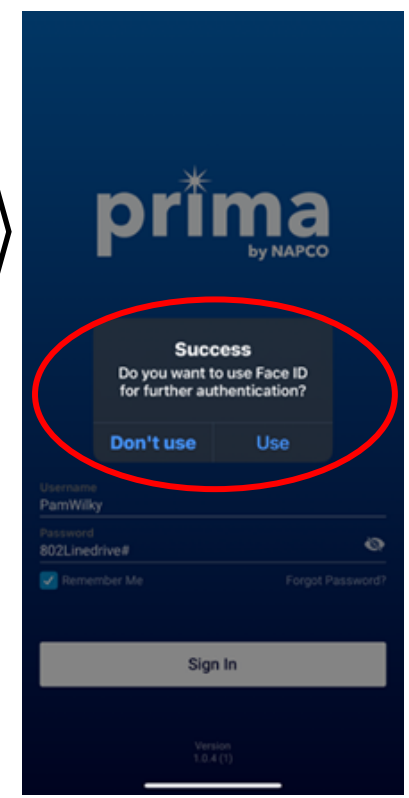 prima
by NAPCO
Success
Do you want to use Face ID
for further authentication?
Don't use Use
Username
PamWilky
Password
802Linedrive#
Remember Me Forgot Password?
Sign In
Version
1.0.4 (1)